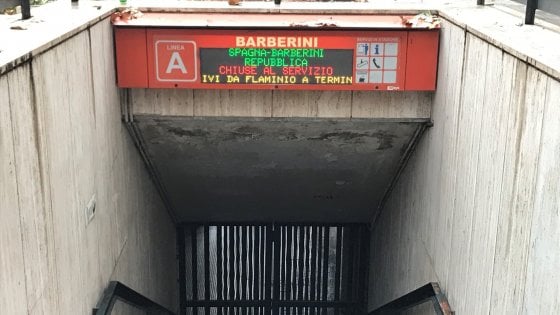 LINEA
A
BARBERINI
SPAGNA-BARBERINI
REPUBBLICA
CHIUSE AL SERVIZIO
IVI DA FLAMINIO A TERMIN